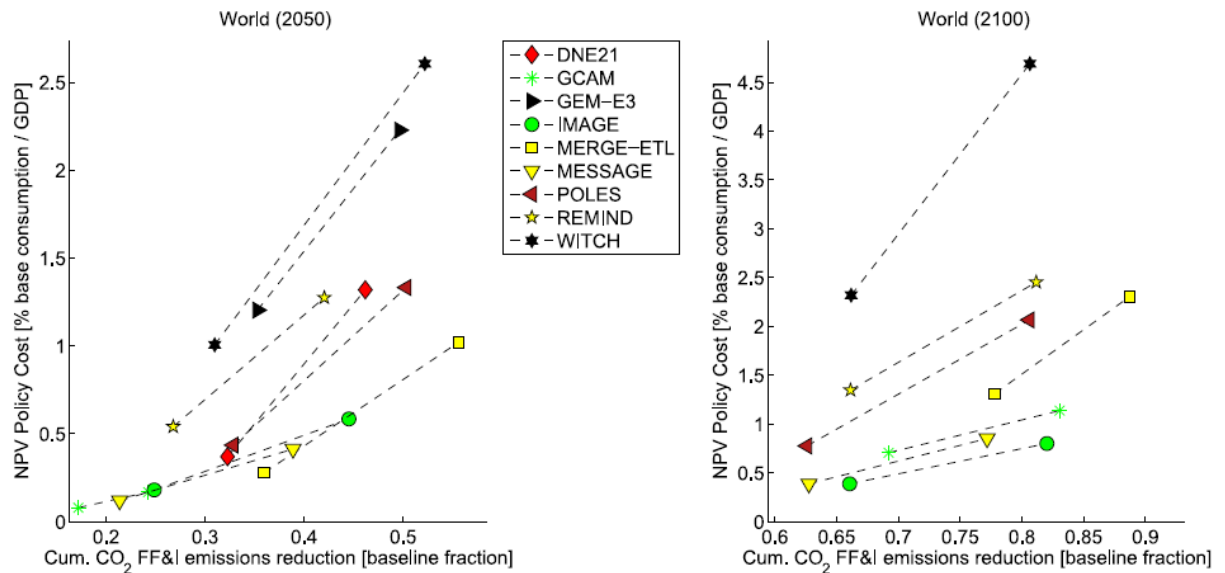 World (2050)
NPV Policy Cost [% base consumption / GDP]
2.5
2
1.5
1
0.5
0
0.2
0.3
0.4
0.5
Cum. CO2 FF&I emissions reduction [baseline fraction]
DNE21
GCAM
GEM−E3
IMAGE
MERGE−ETL
MESSAGE
POLES
REMIND
WITCH
World (2100)
NPV Policy Cost [% base consumption / GDP]
4.5
4
3.5
3
2.5
2
1.5
1
0.5
0
0.6
0.65
0.7
0.75
0.8
0.85
0.9
Cum. CO2 FF&I emissions reduction [baseline fraction]